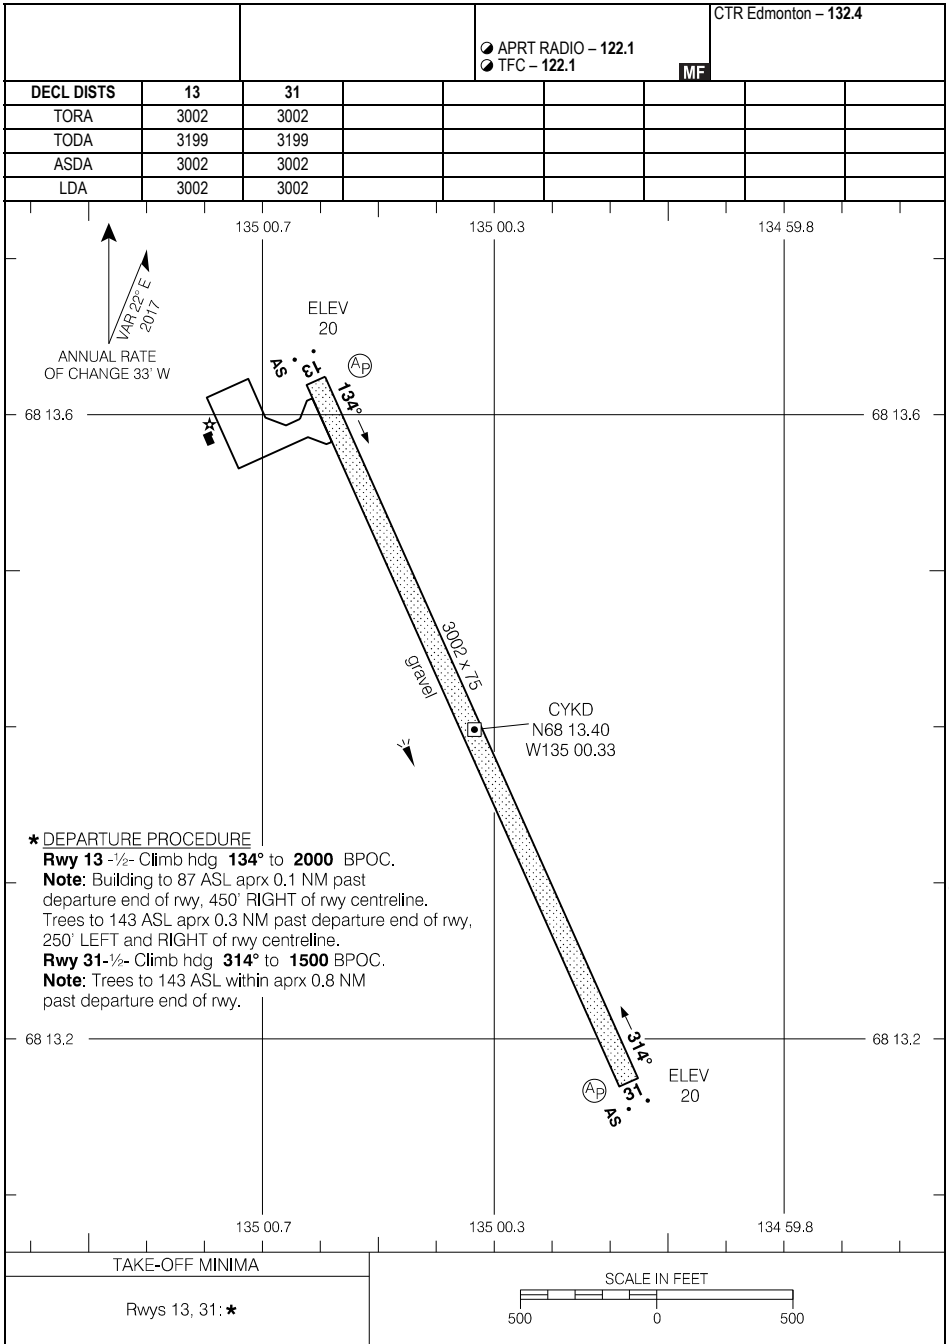 CTR Edmonton – 132.4
APRT RADIO – 122.1
TFC – 122.1
MF
DECL DISTS 13 31
TORA 3002 3002
TODA 3199 3199
ASDA 3002 3002
LDA 3002 3002
135 00.7 135 00.3 134 59.8
VAR 22° E
2017
ANNUAL RATE
OF CHANGE 33' W
ELEV
20
AS
13
AP
134°
68 13.6 68 13.6
3002 x 75
gravel
CYKD
N68 13.40
W135 00.33
* DEPARTURE PROCEDURE
Rwy 13 -½- Climb hdg 134° to 2000 BPOC.
Note: Building to 87 ASL aprx 0.1 NM past
departure end of rwy, 450' RIGHT of rwy centreline.
Trees to 143 ASL aprx 0.3 NM past departure end of rwy,
250' LEFT and RIGHT of rwy centreline.
Rwy 31-½- Climb hdg 314° to 1500 BPOC.
Note: Trees to 143 ASL within aprx 0.8 NM
past departure end of rwy.
68 13.2 68 13.2
314°
AP
31
AS
ELEV
20
135 00.7 135 00.3 134 59.8
TAKE-OFF MINIMA
Rwys 13, 31: *
SCALE IN FEET
500 0 500